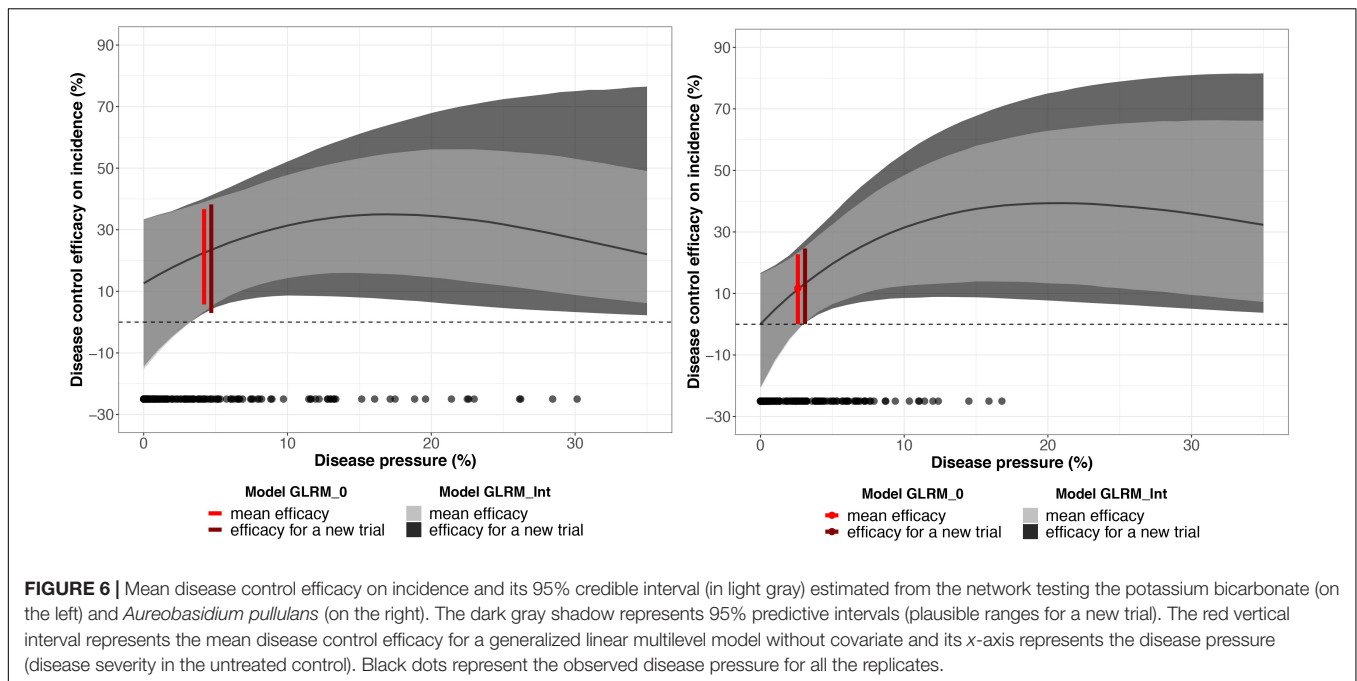 Disease control efficacy on incidence (%)
90
70
50
30
10
−10
−30
0
10
20
30
Disease pressure (%)
Model GLRM_0
mean efficacy
efficacy for a new trial
Model GLRM_Int
mean efficacy
efficacy for a new trial
Disease control efficacy on incidence (%)
90
70
50
30
10
−10
−30
0
10
20
30
Disease pressure (%)
Model GLRM_0
mean efficacy
efficacy for a new trial
Model GLRM_Int
mean efficacy
efficacy for a new trial
FIGURE 6 | Mean disease control efficacy on incidence and its 95% credible interval (in light gray) estimated from the network testing the potassium bicarbonate (on
the left) and Aureobasidium pullulans (on the right). The dark gray shadow represents 95% predictive intervals (plausible ranges for a new trial). The red vertical
interval represents the mean disease control efficacy for a generalized linear multilevel model without covariate and its x-axis represents the disease pressure
(disease severity in the untreated control). Black dots represent the observed disease pressure for all the replicates.